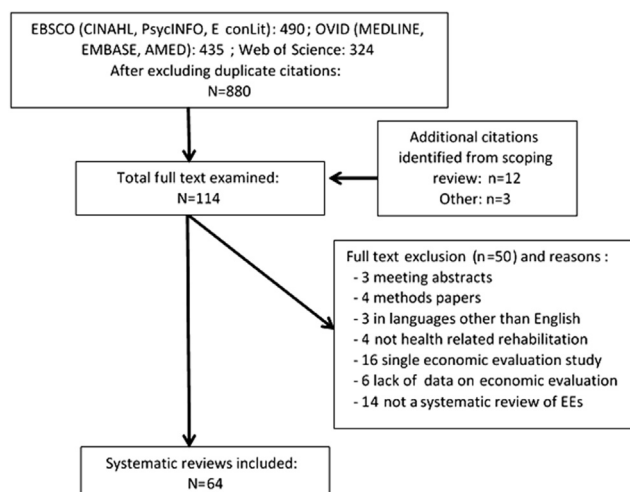 EBSCO (CINAHL, PsycINFO, E conLit): 490; OVID (MEDLINE,
EMBASE, AMED): 435 ; Web of Science: 324
After excluding duplicate citations:
N=880
Additional citations
identified from scoping
review: n=12
Other: n=3
Total full text examined:
N=114
Full text exclusion (n=50) and reasons :
- 3 meeting abstracts
- 4 methods papers
- 3 in languages other than English
- 4 not health related rehabilitation
- 16 single economic evaluation study
- 6 lack of data on economic evaluation
- 14 not a systematic review of EEs
Systematic reviews included:
N=64